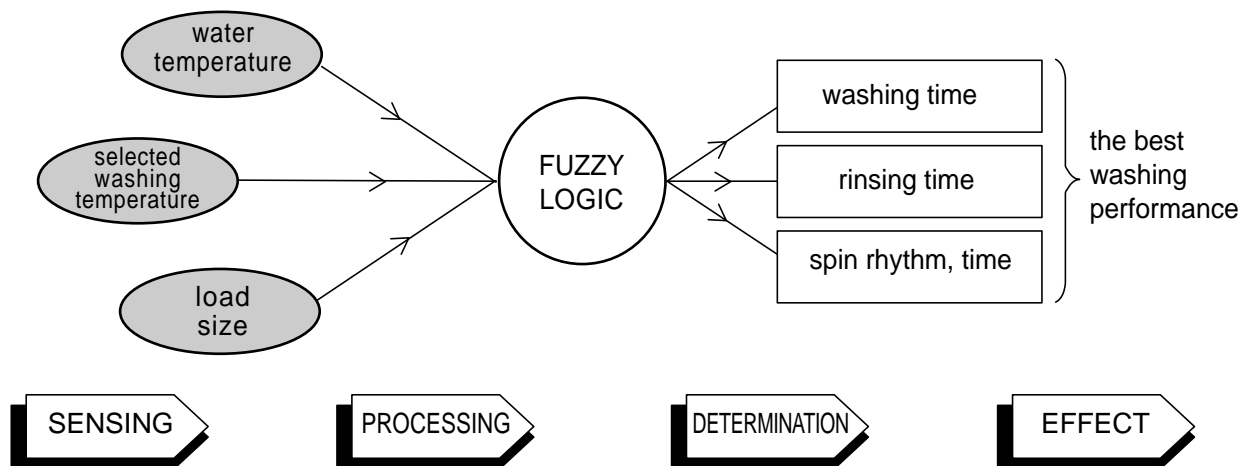 water
temperature
selected
washing
temperature
load
size
FUZZY
LOGIC
washing time
rinsing time
spin rhythm, time
the best
washing
performance
SENSING
PROCESSING
DETERMINATION
EFFECT